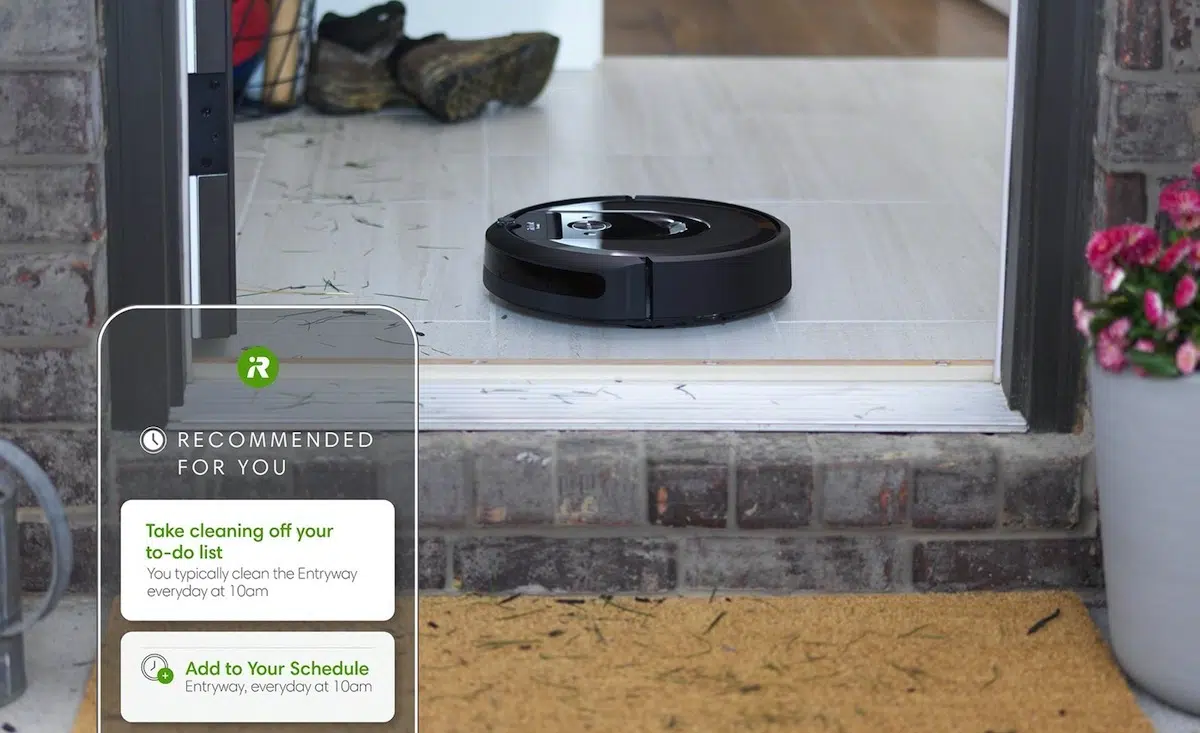 iR
RECOMMENDED
FOR YOU
Take cleaning off your
to-do list
You typically clean the Entryway
everyday at 10am
Add to Your Schedule
Entryway, everyday at 10am